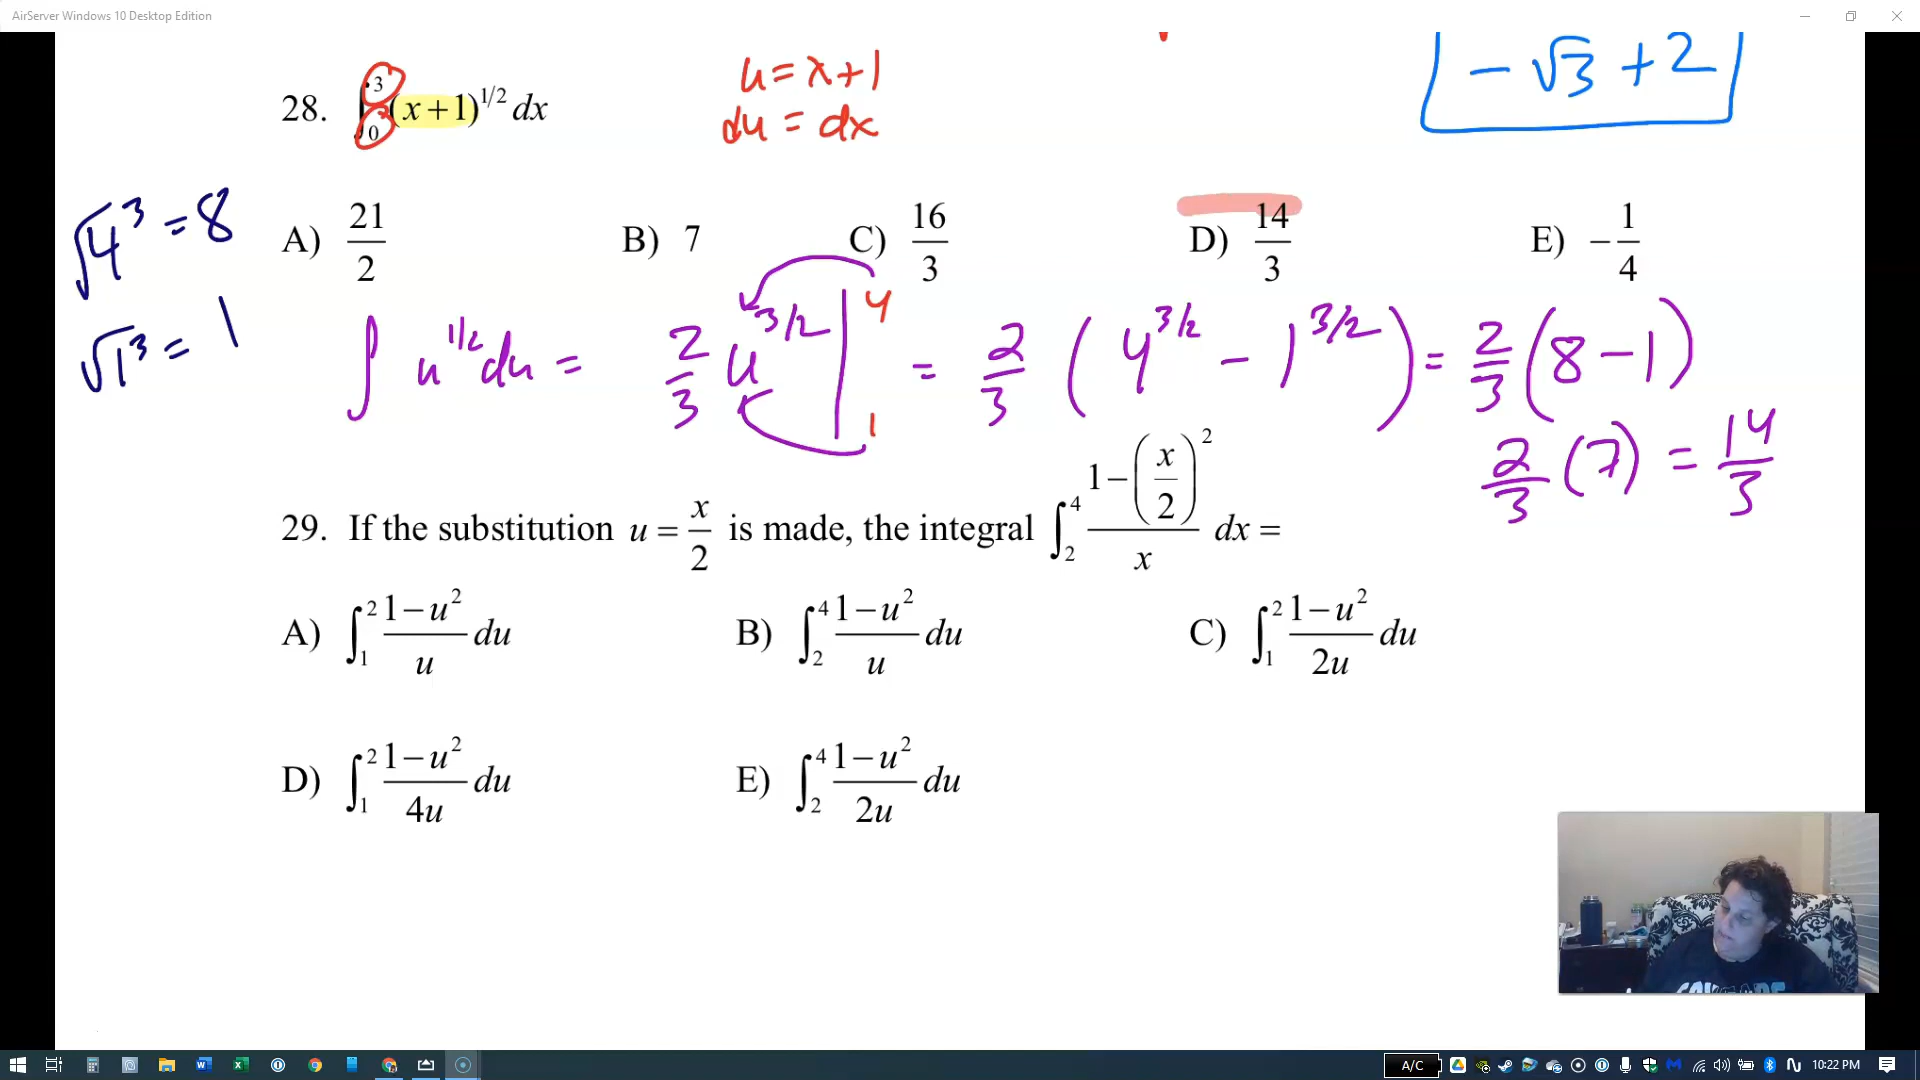 AirServer Windows 10 Desktop Edition
- √3 + 2
28. ∫₀³ (x+1)^{1/2} dx
u = x+1
du = dx
√4³ = 8
√1³ = 1
A) 21/2 B) 7 C) 16/3 D) 14/3 E) -1/4
∫ u^{1/2} du = 2/3 u^{3/2} |₁⁴ = 2/3 (4^{3/2} - 1^{3/2}) = 2/3 (8 - 1)
2/3 (7) = 14/3
29. If the substitution u = x/2 is made, the integral ∫₂⁴ (1-(x/2)²)/x dx =
A) ∫₁² (1-u²)/u du B) ∫₂⁴ (1-u²)/u du C) ∫₁² (1-u²)/2u du
D) ∫₁² (1-u²)/4u du E) ∫₂⁴ (1-u²)/2u du
A/C 10:22 PM